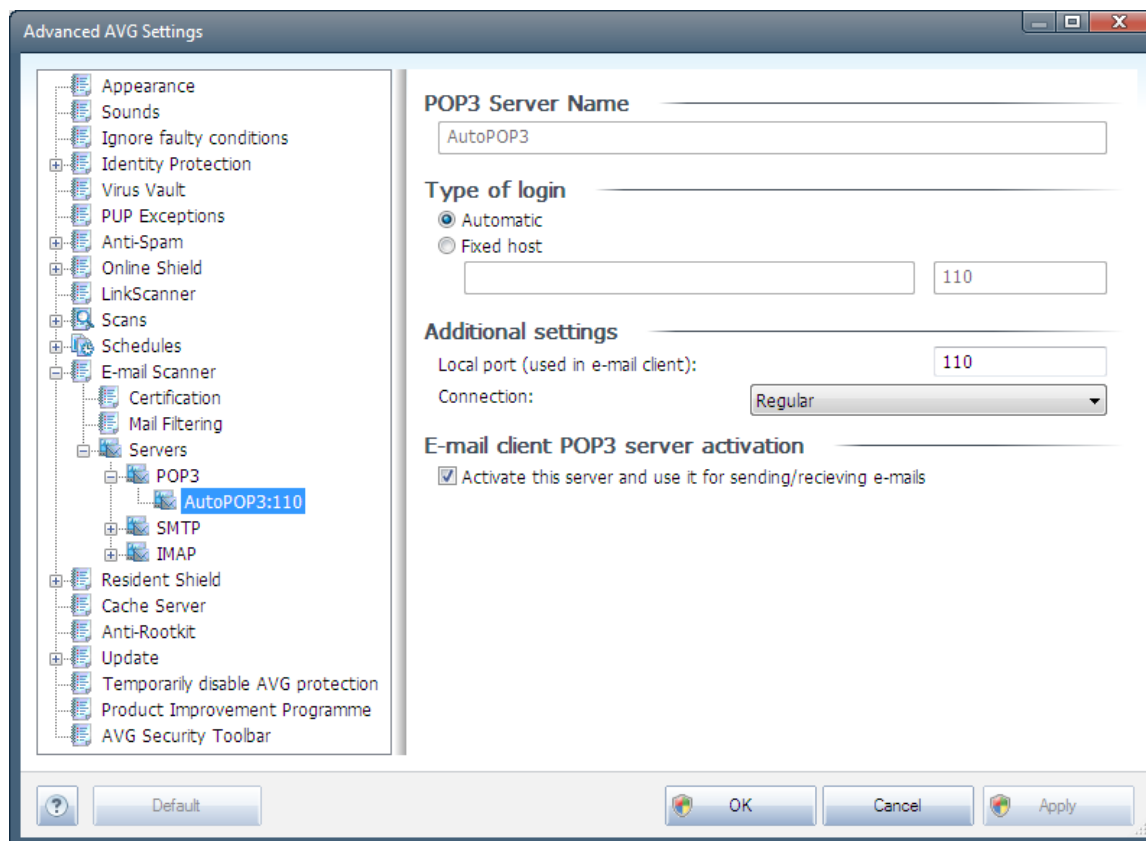 Advanced AVG Settings
Appearance
Sounds
Ignore faulty conditions
Identity Protection
Virus Vault
PUP Exceptions
Anti-Spam
Online Shield
LinkScanner
Scans
Schedules
E-mail Scanner
Certification
Mail Filtering
Servers
POP3
AutoPOP3:110
SMTP
IMAP
Resident Shield
Cache Server
Anti-Rootkit
Update
Temporarily disable AVG protection
Product Improvement Programme
AVG Security Toolbar
POP3 Server Name
AutoPOP3
Type of login
Automatic
Fixed host
110
Additional settings
Local port (used in e-mail client): 110
Connection: Regular
E-mail client POP3 server activation
Activate this server and use it for sending/recieving e-mails
? Default OK Cancel Apply